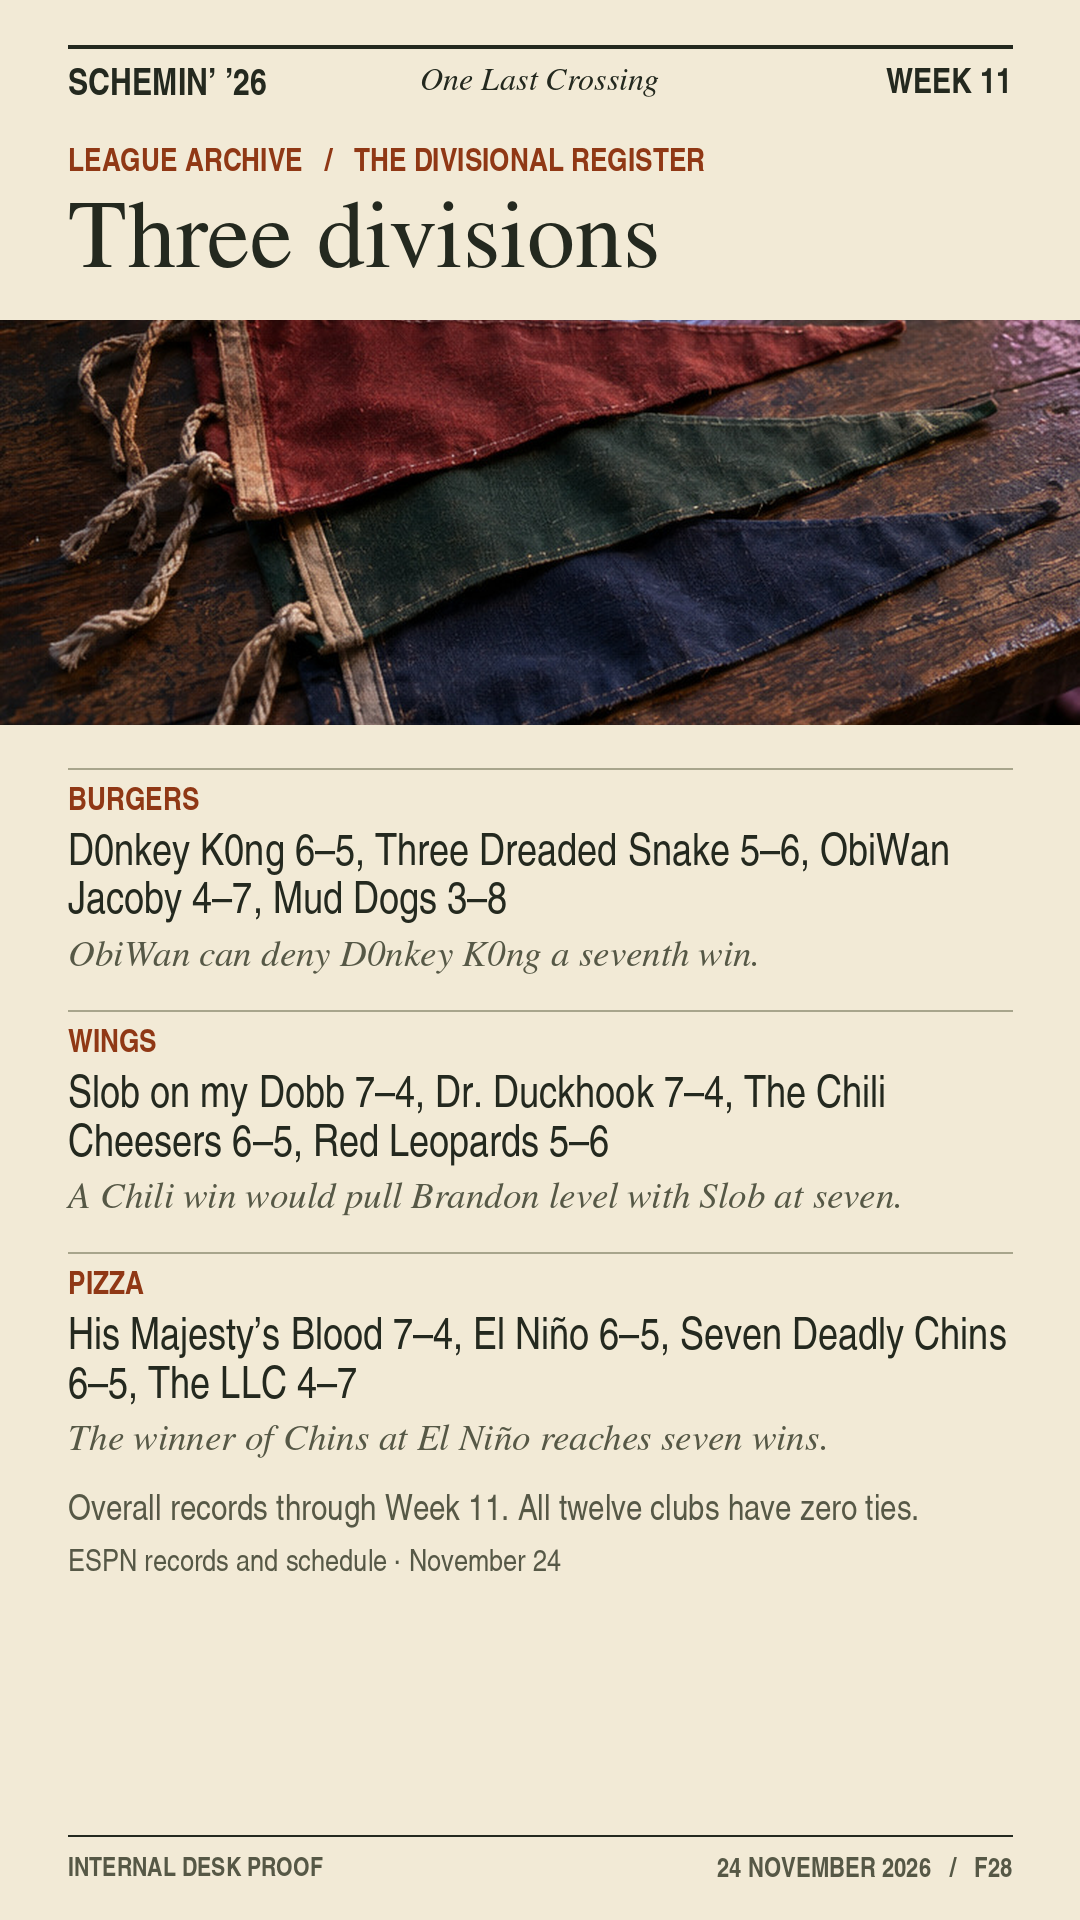 SCHEMIN’ ’26
One Last Crossing
WEEK 11
LEAGUE ARCHIVE / THE DIVISIONAL REGISTER
Three divisions
BURGERS
D0nkey K0ng 6–5, Three Dreaded Snake 5–6, ObiWan
Jacoby 4–7, Mud Dogs 3–8
ObiWan can deny D0nkey K0ng a seventh win.
WINGS
Slob on my Dobb 7–4, Dr. Duckhook 7–4, The Chili
Cheesers 6–5, Red Leopards 5–6
A Chili win would pull Brandon level with Slob at seven.
PIZZA
His Majesty’s Blood 7–4, El Niño 6–5, Seven Deadly Chins
6–5, The LLC 4–7
The winner of Chins at El Niño reaches seven wins.
Overall records through Week 11. All twelve clubs have zero ties.
ESPN records and schedule · November 24
INTERNAL DESK PROOF
24 NOVEMBER 2026 / F28